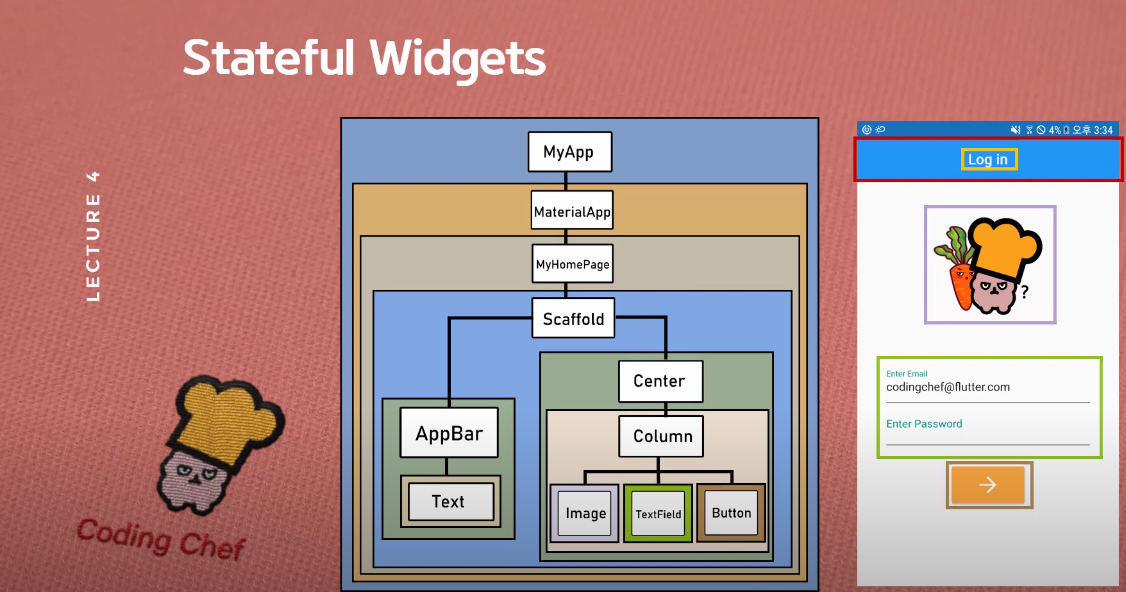 Stateful Widgets
LECTURE 4
Coding Chef
MyApp
MaterialApp
MyHomePage
Scaffold
Center
Column
AppBar
Text
Image
TextField
Button
4% 오후 3:34
Log in
?
Enter Email
codingchef@flutter.com
Enter Password